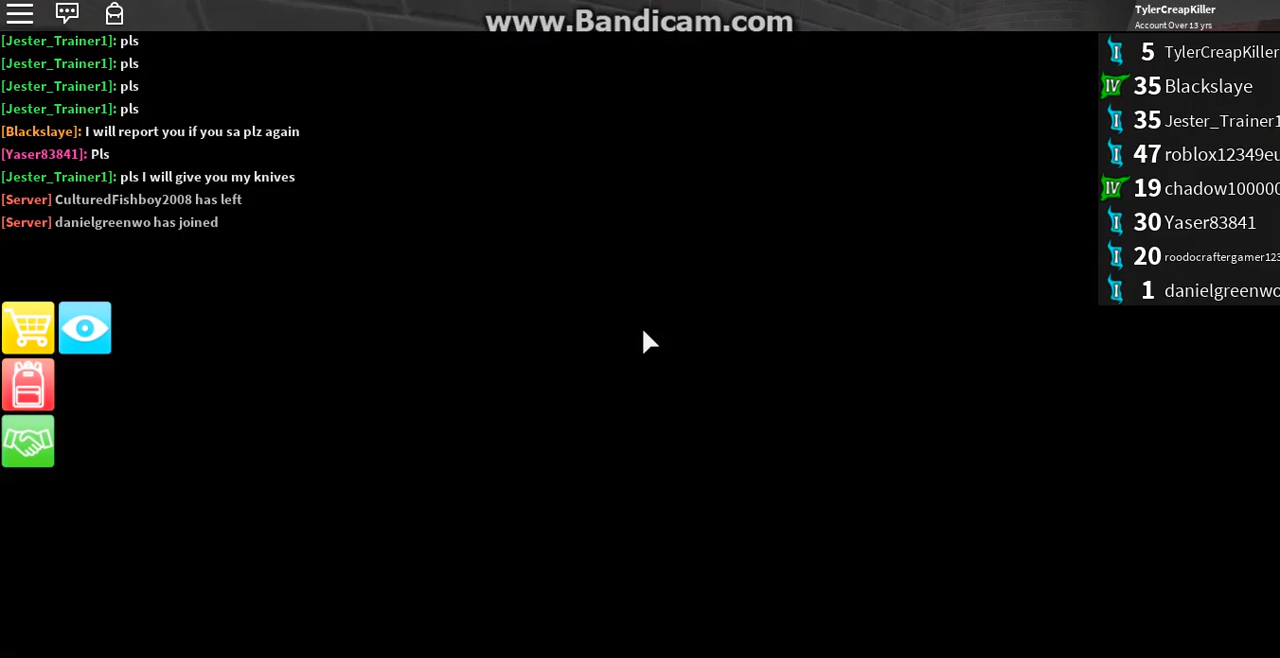 www.Bandicam.com
TylerCreapKiller
Account Over 13 yrs
[Jester_Trainer1]: pls
[Jester_Trainer1]: pls
[Jester_Trainer1]: pls
[Jester_Trainer1]: pls
[Blackslaye]: I will report you if you sa plz again
[Yaser83841]: Pls
[Jester_Trainer1]: pls I will give you my knives
[Server] CulturedFishboy2008 has left
[Server] danielgreenwo has joined
I 5 TylerCreapKiller
IV 35 Blackslaye
I 35 Jester_Trainer1
I 47 roblox12349eu
IV 19 chadow100000
I 30 Yaser83841
I 20 roodocraftergamer123
I 1 danielgreenwo